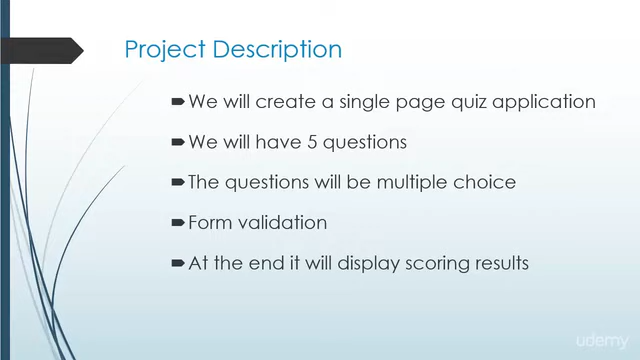 Project Description
We will create a single page quiz application
We will have 5 questions
The questions will be multiple choice
Form validation
At the end it will display scoring results
udemy